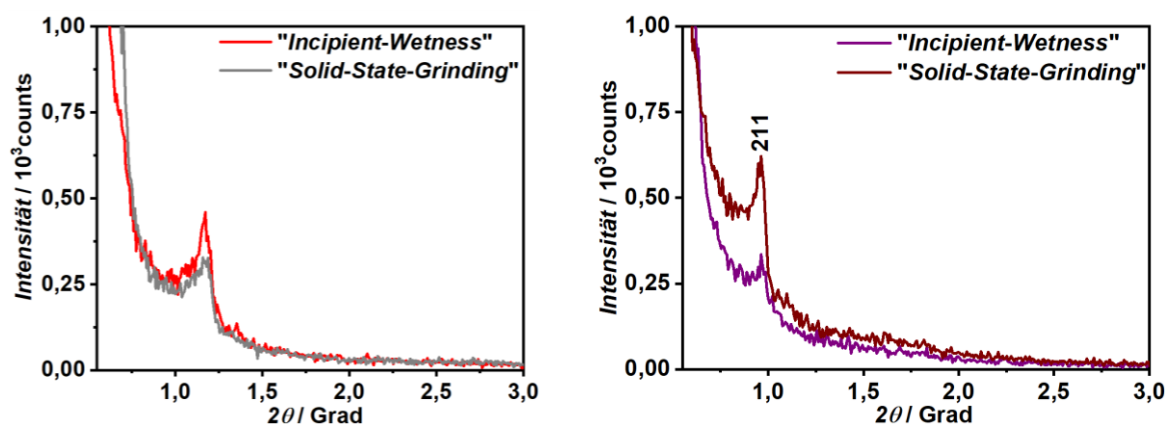 1,00
0,75
0,50
0,25
0,00
Intensität / 10³counts
"Incipient-Wetness"
"Solid-State-Grinding"
1,0 1,5 2,0 2,5 3,0
2θ / Grad
1,00
0,75
0,50
0,25
0,00
Intensität / 10³counts
"Incipient-Wetness"
"Solid-State-Grinding"
211
1,0 1,5 2,0 2,5 3,0
2θ / Grad